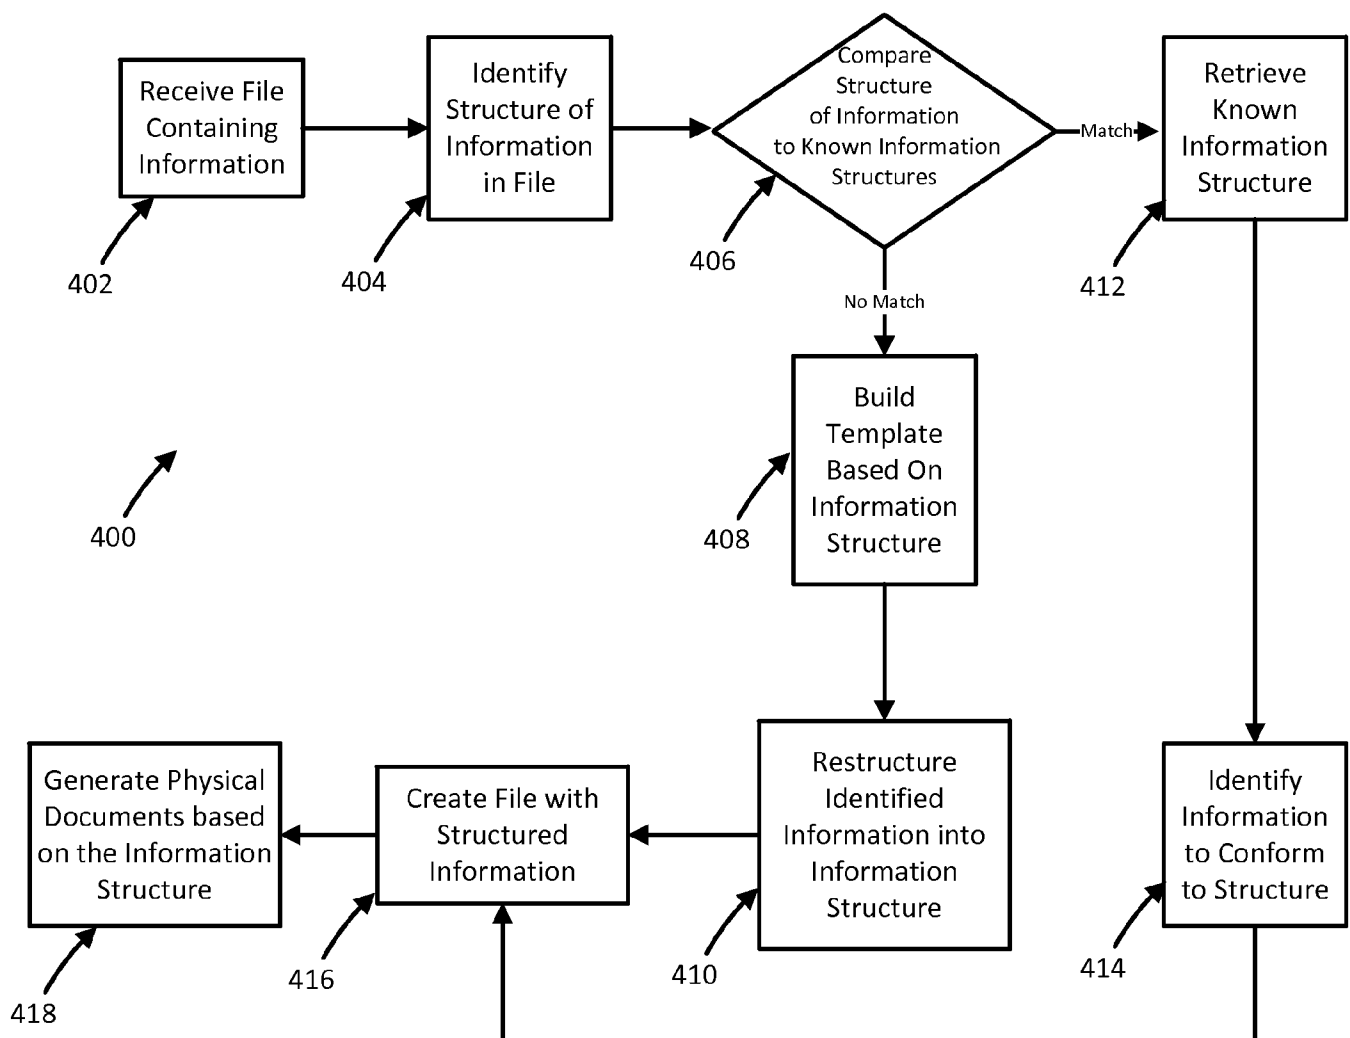 Receive File
Containing
Information
402
Identify
Structure of
Information
in File
404
Compare
Structure
of Information
to Known Information
Structures
406
Match
Retrieve
Known
Information
Structure
412
No Match
Build
Template
Based On
Information
Structure
408
400
Generate Physical
Documents based
on the Information
Structure
418
Create File with
Structured
Information
416
Restructure
Identified
Information into
Information
Structure
410
Identify
Information
to Conform
to Structure
414